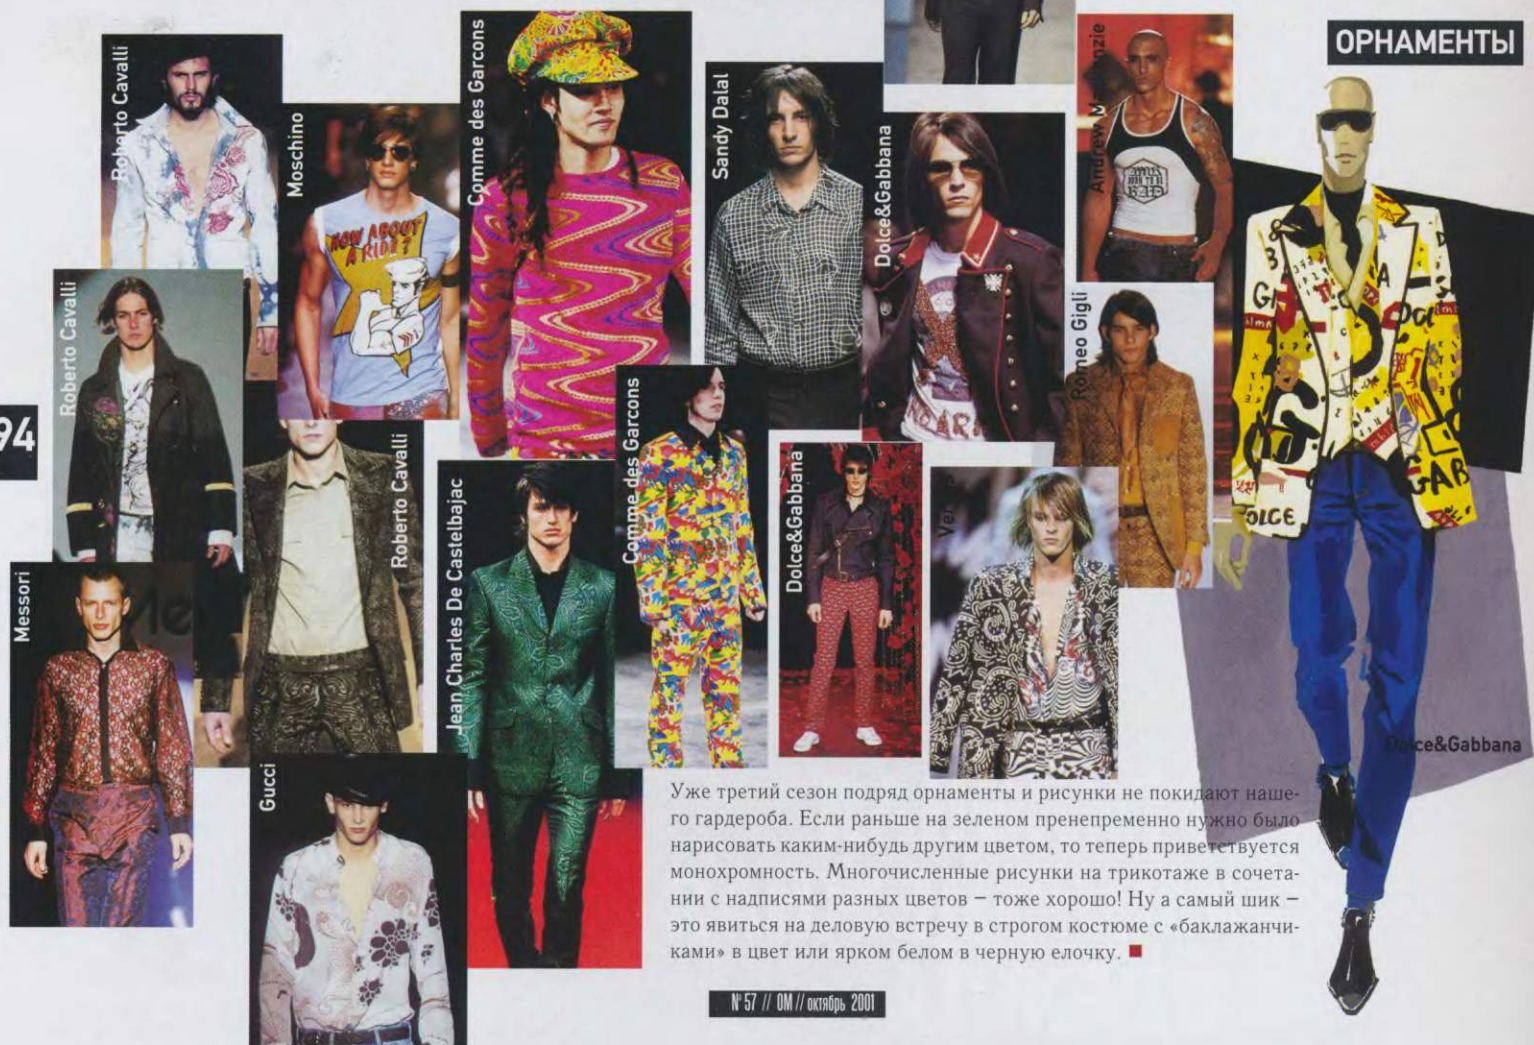 ОРНАМЕНТЫ
Roberto Cavalli
Moschino
Comme des Garcons
Sandy Dalal
Dolce&Gabbana
Andrew
HOW ABOUT
A RIDE?
Roberto Cavalli
Romeo Gigli
94
Roberto Cavalli
Jean Charles De Castelbajac
Comme des Garcons
Dolce&Gabbana
Messori
Gucci
DOLCE
GAB
Dolce&Gabbana
Уже третий сезон подряд орнаменты и рисунки не покидают наше-
го гардероба. Если раньше на зеленом пренепременно нужно было
нарисовать каким-нибудь другим цветом, то теперь приветствуется
монохромность. Многочисленные рисунки на трикотаже в сочета-
нии с надписями разных цветов – тоже хорошо! Ну а самый шик –
это явиться на деловую встречу в строгом костюме с «баклажанчи-
ками» в цвет или ярком белом в черную елочку.
№ 57 // ОМ // октябрь 2001